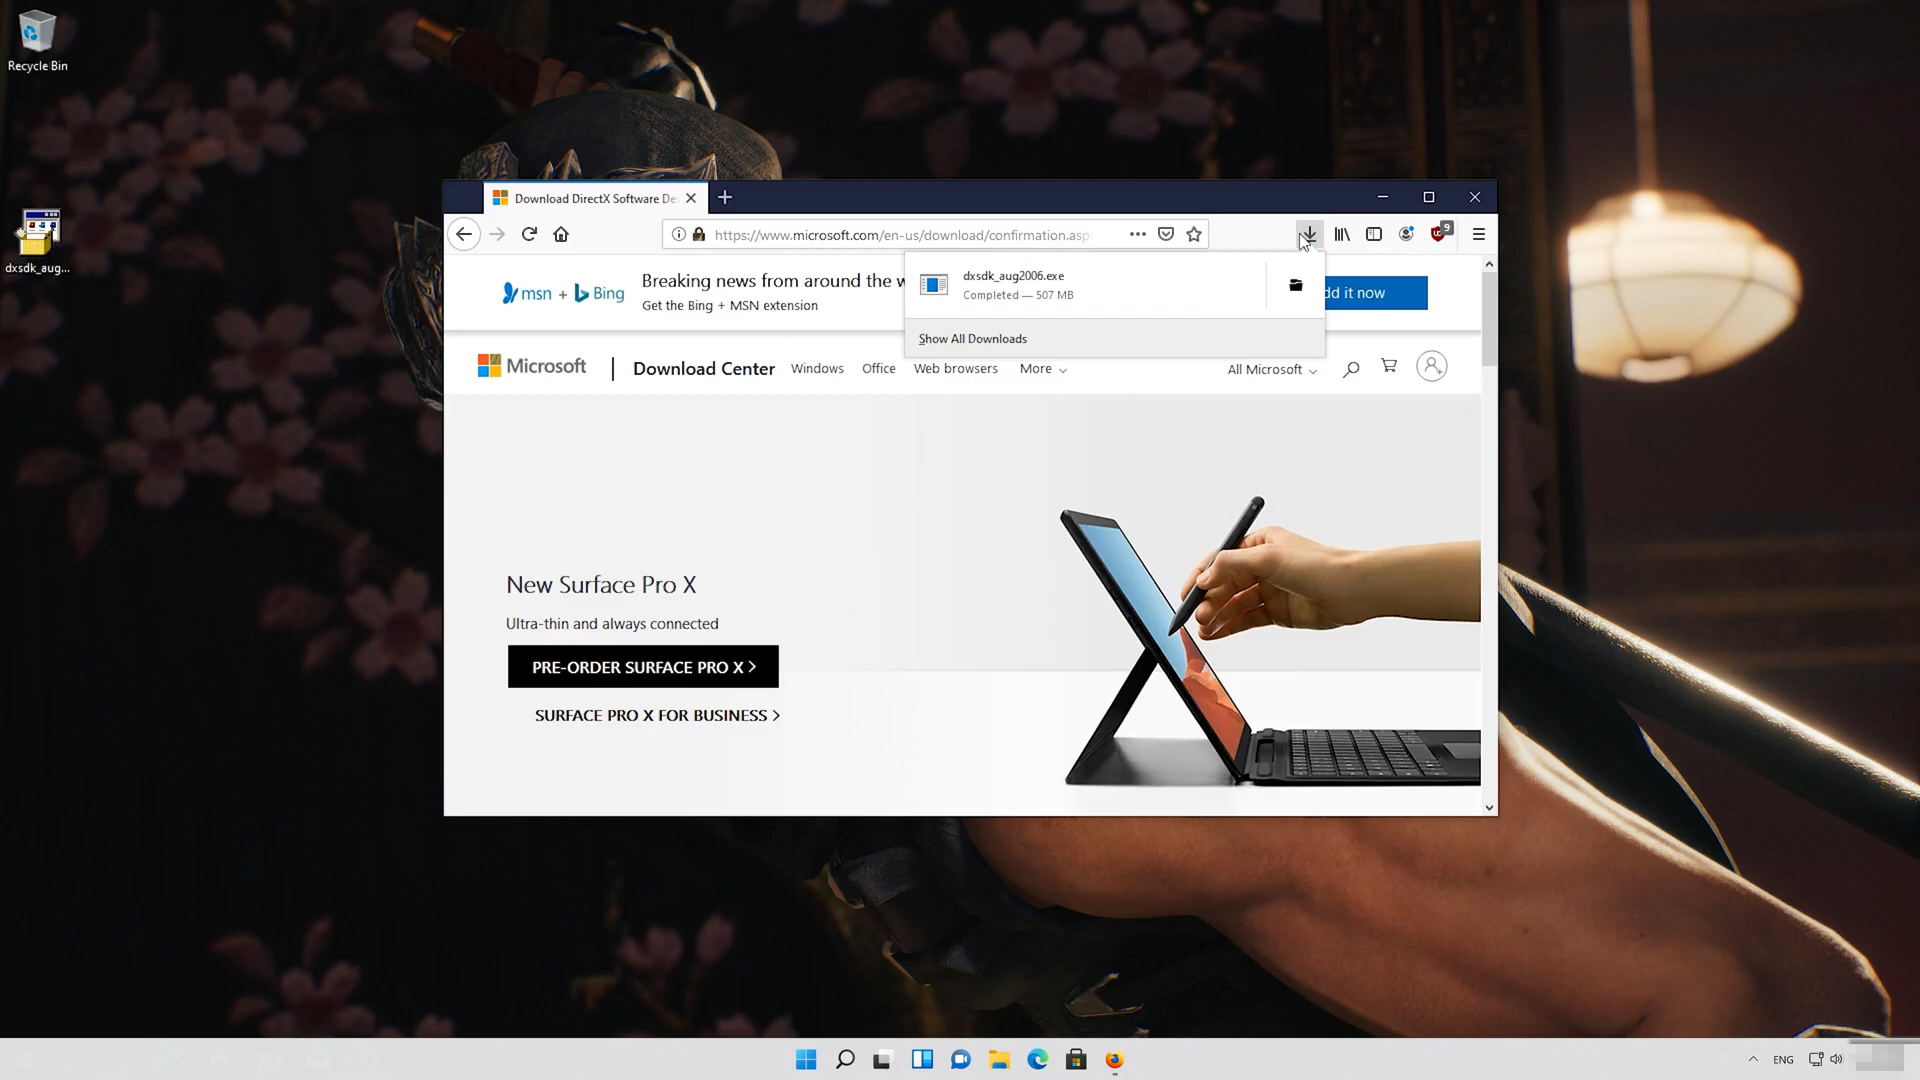 Recycle Bin
dxsdk_aug...
Download DirectX Software De
https://www.microsoft.com/en-us/download/confirmation.asp
9
dxsdk_aug2006.exe
Completed — 507 MB
Show All Downloads
msn + Bing
Breaking news from around the w
Get the Bing + MSN extension
dd it now
Microsoft
Download Center
Windows
Office
Web browsers
More
All Microsoft
New Surface Pro X
Ultra-thin and always connected
PRE-ORDER SURFACE PRO X >
SURFACE PRO X FOR BUSINESS >
ENG